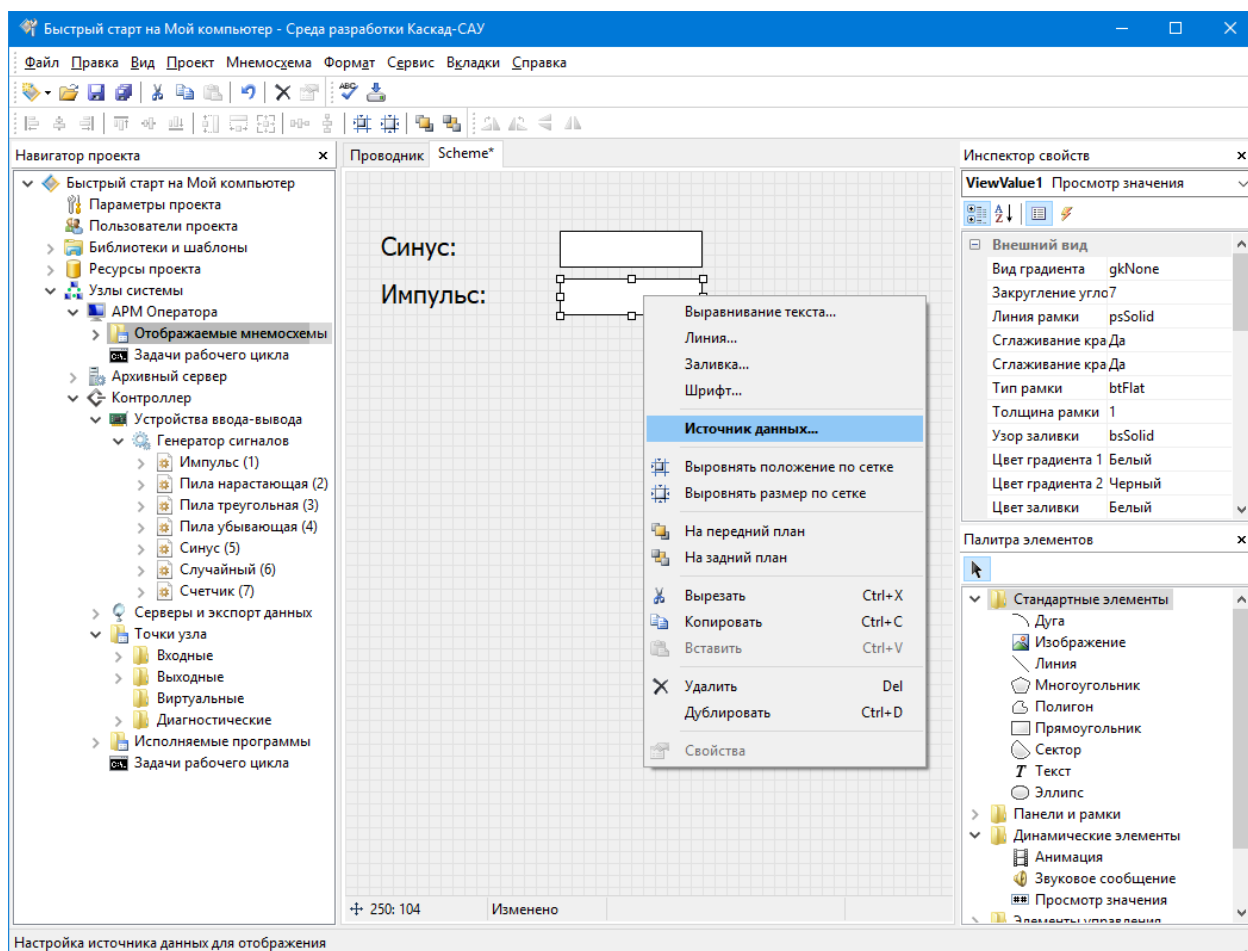 Быстрый старт на Мой компьютер - Среда разработки Каскад-САУ
Файл Правка Вид Проект Мнемосхема Формат Сервис Вкладки Справка
ABC
Навигатор проекта
Быстрый старт на Мой компьютер
Параметры проекта
Пользователи проекта
Библиотеки и шаблоны
Ресурсы проекта
Узлы системы
АРМ Оператора
Отображаемые мнемосхемы
Задачи рабочего цикла
Архивный сервер
Контроллер
Устройства ввода-вывода
Генератор сигналов
Импульс (1)
Пила нарастающая (2)
Пила треугольная (3)
Пила убывающая (4)
Синус (5)
Случайный (6)
Счетчик (7)
Серверы и экспорт данных
Точки узла
Входные
Выходные
Виртуальные
Диагностические
Исполняемые программы
Задачи рабочего цикла
Проводник Scheme*
Синус:
Импульс:
Выравнивание текста...
Линия...
Заливка...
Шрифт...
Источник данных...
Выровнять положение по сетке
Выровнять размер по сетке
На передний план
На задний план
Вырезать Ctrl+X
Копировать Ctrl+C
Вставить Ctrl+V
Удалить Del
Дублировать Ctrl+D
Свойства
250: 104 Изменено
Инспектор свойств
ViewValue1 Просмотр значения
Внешний вид
Вид градиента gkNone
Закругление угло 7
Линия рамки psSolid
Сглаживание кра Да
Сглаживание кра Да
Тип рамки btFlat
Толщина рамки 1
Узор заливки bsSolid
Цвет градиента 1 Белый
Цвет градиента 2 Черный
Цвет заливки Белый
Палитра элементов
Стандартные элементы
Дуга
Изображение
Линия
Многоугольник
Полигон
Прямоугольник
Сектор
Текст
Эллипс
Панели и рамки
Динамические элементы
Анимация
Звуковое сообщение
Просмотр значения
Элементы управления
Настройка источника данных для отображения